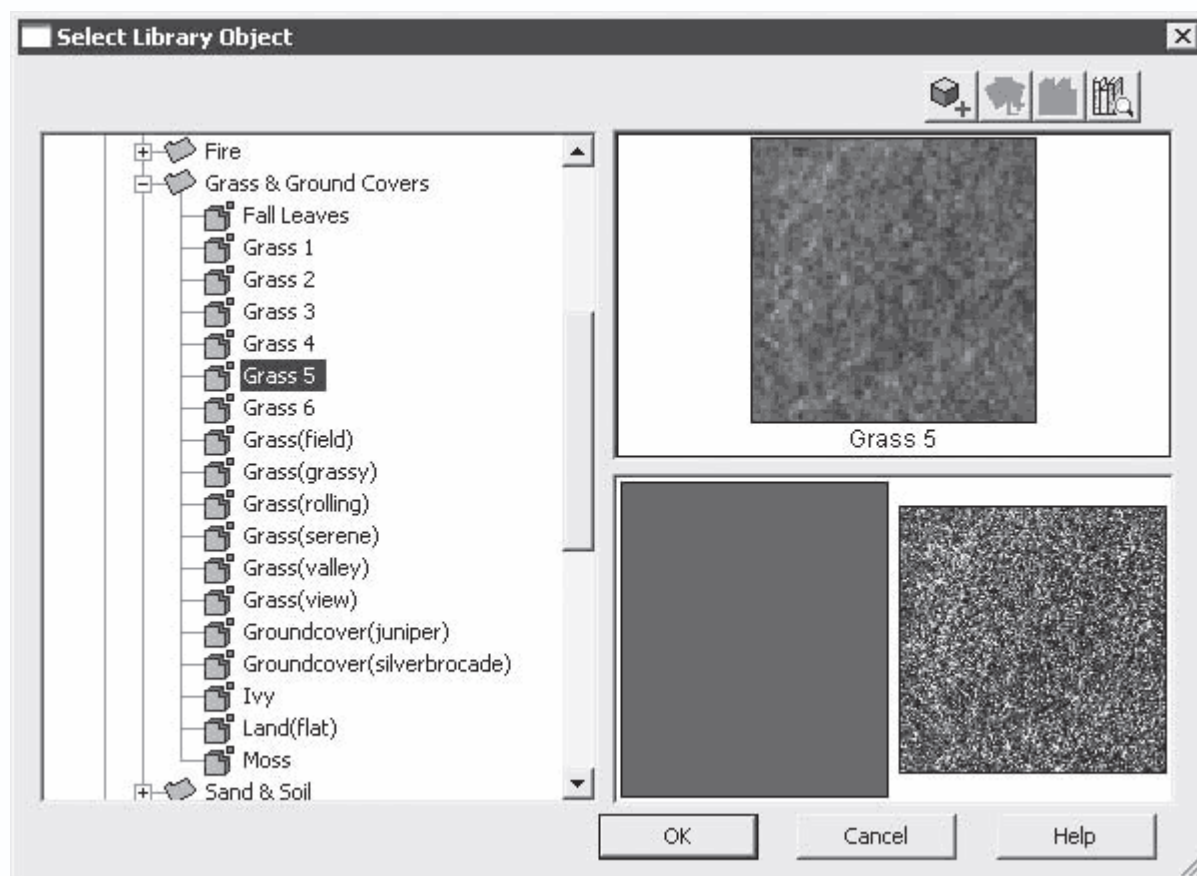 Select Library Object
Fire
Grass & Ground Covers
Fall Leaves
Grass 1
Grass 2
Grass 3
Grass 4
Grass 5
Grass 6
Grass(field)
Grass(grassy)
Grass(rolling)
Grass(serene)
Grass(valley)
Grass(view)
Groundcover(juniper)
Groundcover(silverbrocade)
Ivy
Land(flat)
Moss
Sand & Soil
Grass 5
OK
Cancel
Help